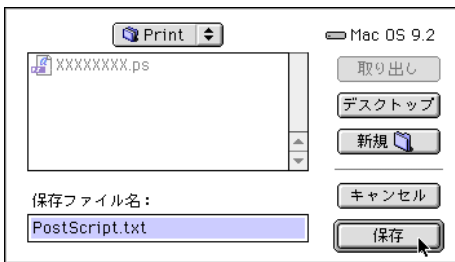 Print
Mac OS 9.2
XXXXXXXX.ps
取り出し
デスクトップ
新規
保存ファイル名：
PostScript.txt
キャンセル
保存